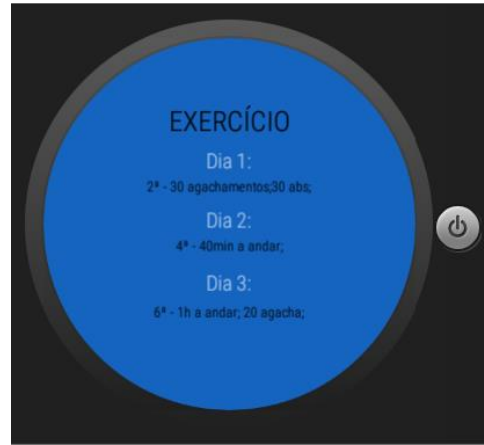 EXERCÍCIO
Dia 1:
2ª - 30 agachamentos;30 abs;
Dia 2:
4ª - 40min a andar;
Dia 3:
6ª - 1h a andar; 20 agacha;